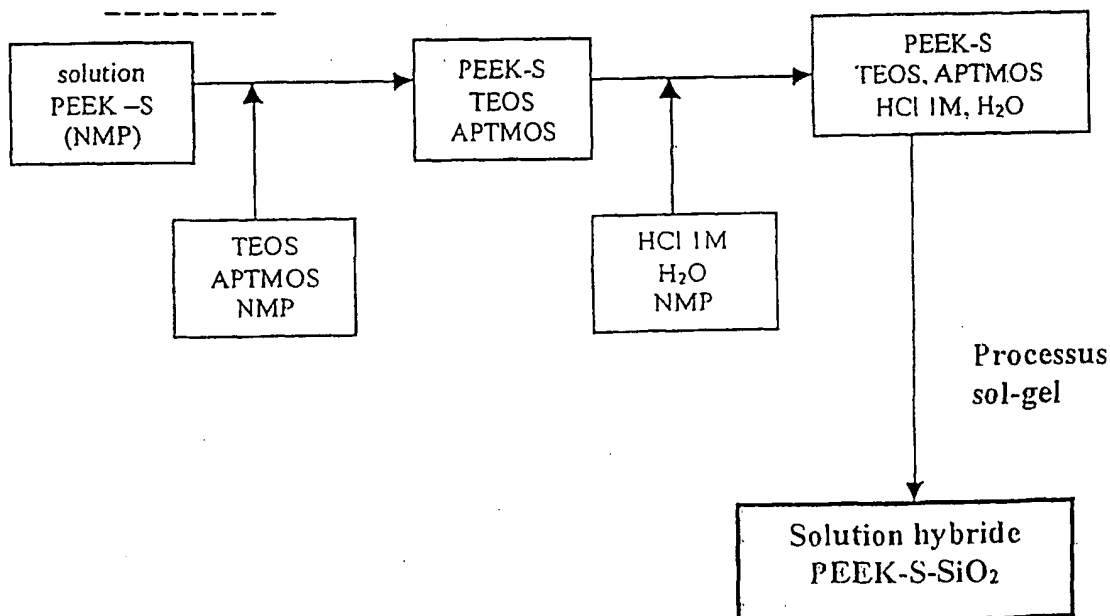 solution
PEEK –S
(NMP)
PEEK-S
TEOS
APTMOS
PEEK-S
TEOS, APTMOS
HCl 1M, H₂O
TEOS
APTMOS
NMP
HCl 1M
H₂O
NMP
Processus
sol-gel
Solution hybride
PEEK-S-SiO₂